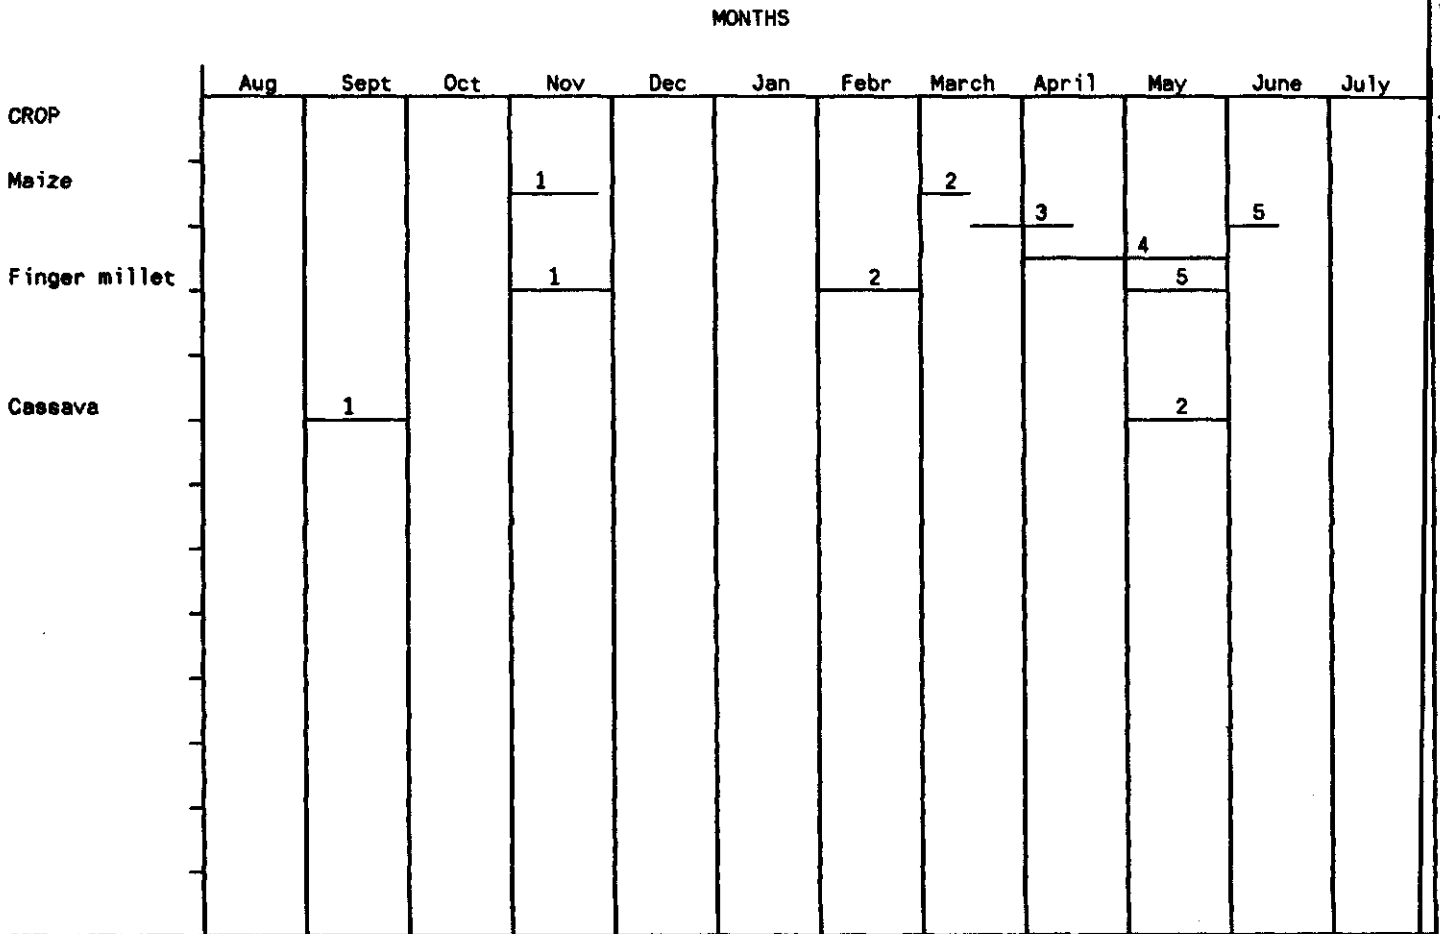 MONTHS
Aug Sept Oct Nov Dec Jan Febr March April May June July
CROP
Maize 1 2
3 5
4
Finger millet 1 2 5
Cassava 1 2